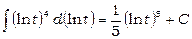 ∫(ln t)⁴ d(ln t) = 1/5 (ln t)⁵ + C